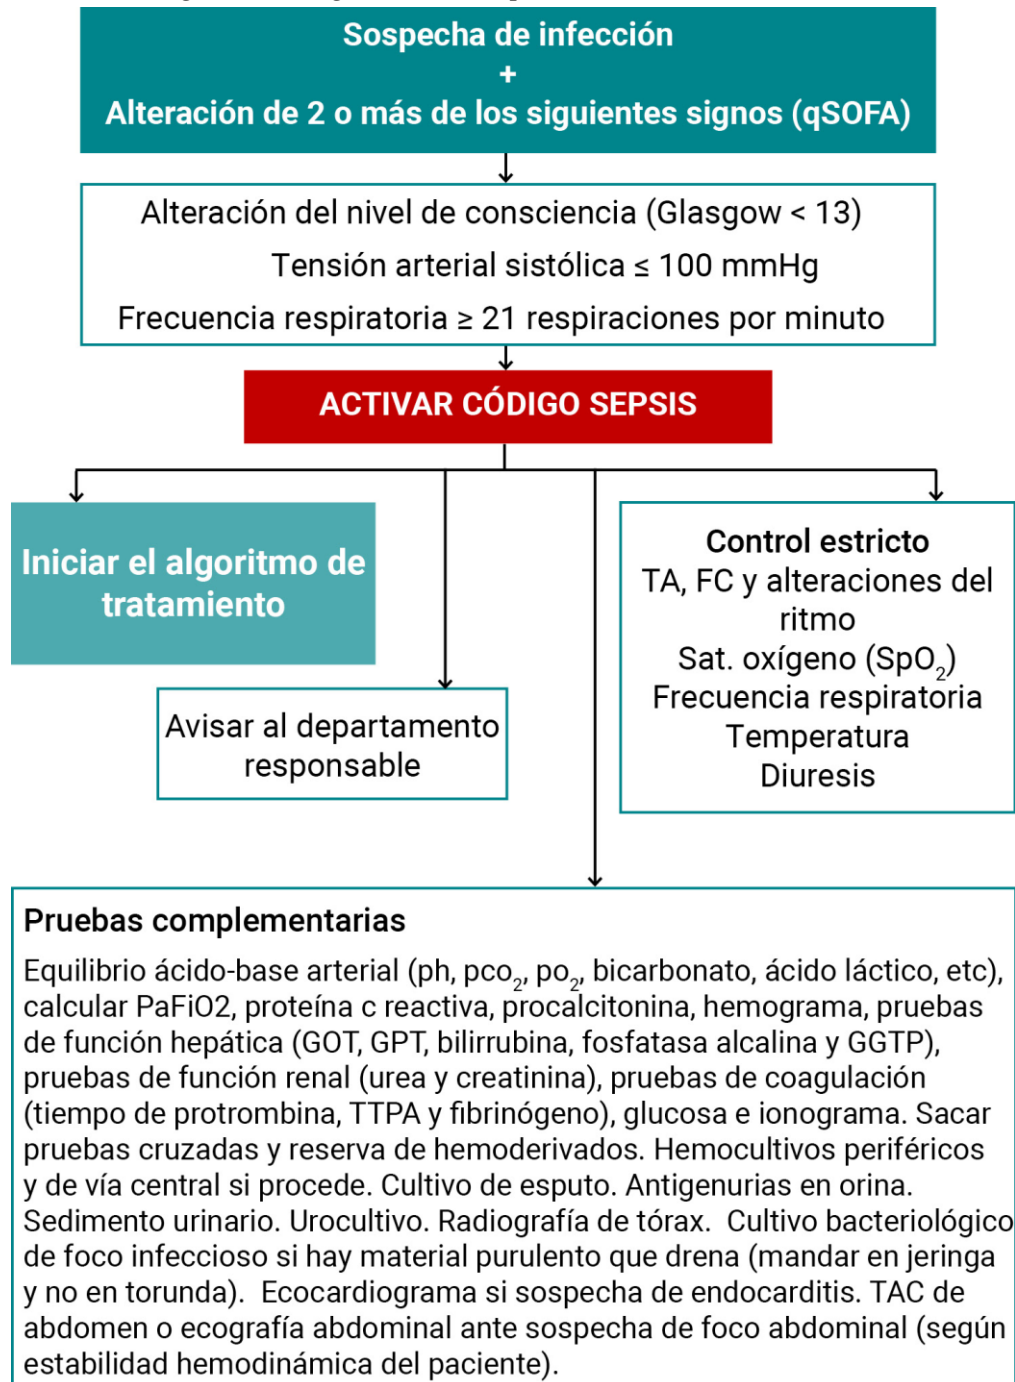 Sospecha de infección
+
Alteración de 2 o más de los siguientes signos (qSOFA)
Alteración del nivel de consciencia (Glasgow < 13)
Tensión arterial sistólica ≤ 100 mmHg
Frecuencia respiratoria ≥ 21 respiraciones por minuto
ACTIVAR CÓDIGO SEPSIS
Iniciar el algoritmo de
tratamiento
Avisar al departamento
responsable
Control estricto
TA, FC y alteraciones del
ritmo
Sat. oxígeno (SpO₂)
Frecuencia respiratoria
Temperatura
Diuresis
Pruebas complementarias
Equilibrio ácido-base arterial (ph, pco₂, po₂, bicarbonato, ácido láctico, etc),
calcular PaFiO2, proteína c reactiva, procalcitonina, hemograma, pruebas
de función hepática (GOT, GPT, bilirrubina, fosfatasa alcalina y GGTP),
pruebas de función renal (urea y creatinina), pruebas de coagulación
(tiempo de protrombina, TTPA y fibrinógeno), glucosa e ionograma. Sacar
pruebas cruzadas y reserva de hemoderivados. Hemocultivos periféricos
y de vía central si procede. Cultivo de esputo. Antigenurias en orina.
Sedimento urinario. Urocultivo. Radiografía de tórax. Cultivo bacteriológico
de foco infeccioso si hay material purulento que drena (mandar en jeringa
y no en torunda). Ecocardiograma si sospecha de endocarditis. TAC de
abdomen o ecografía abdominal ante sospecha de foco abdominal (según
estabilidad hemodinámica del paciente).